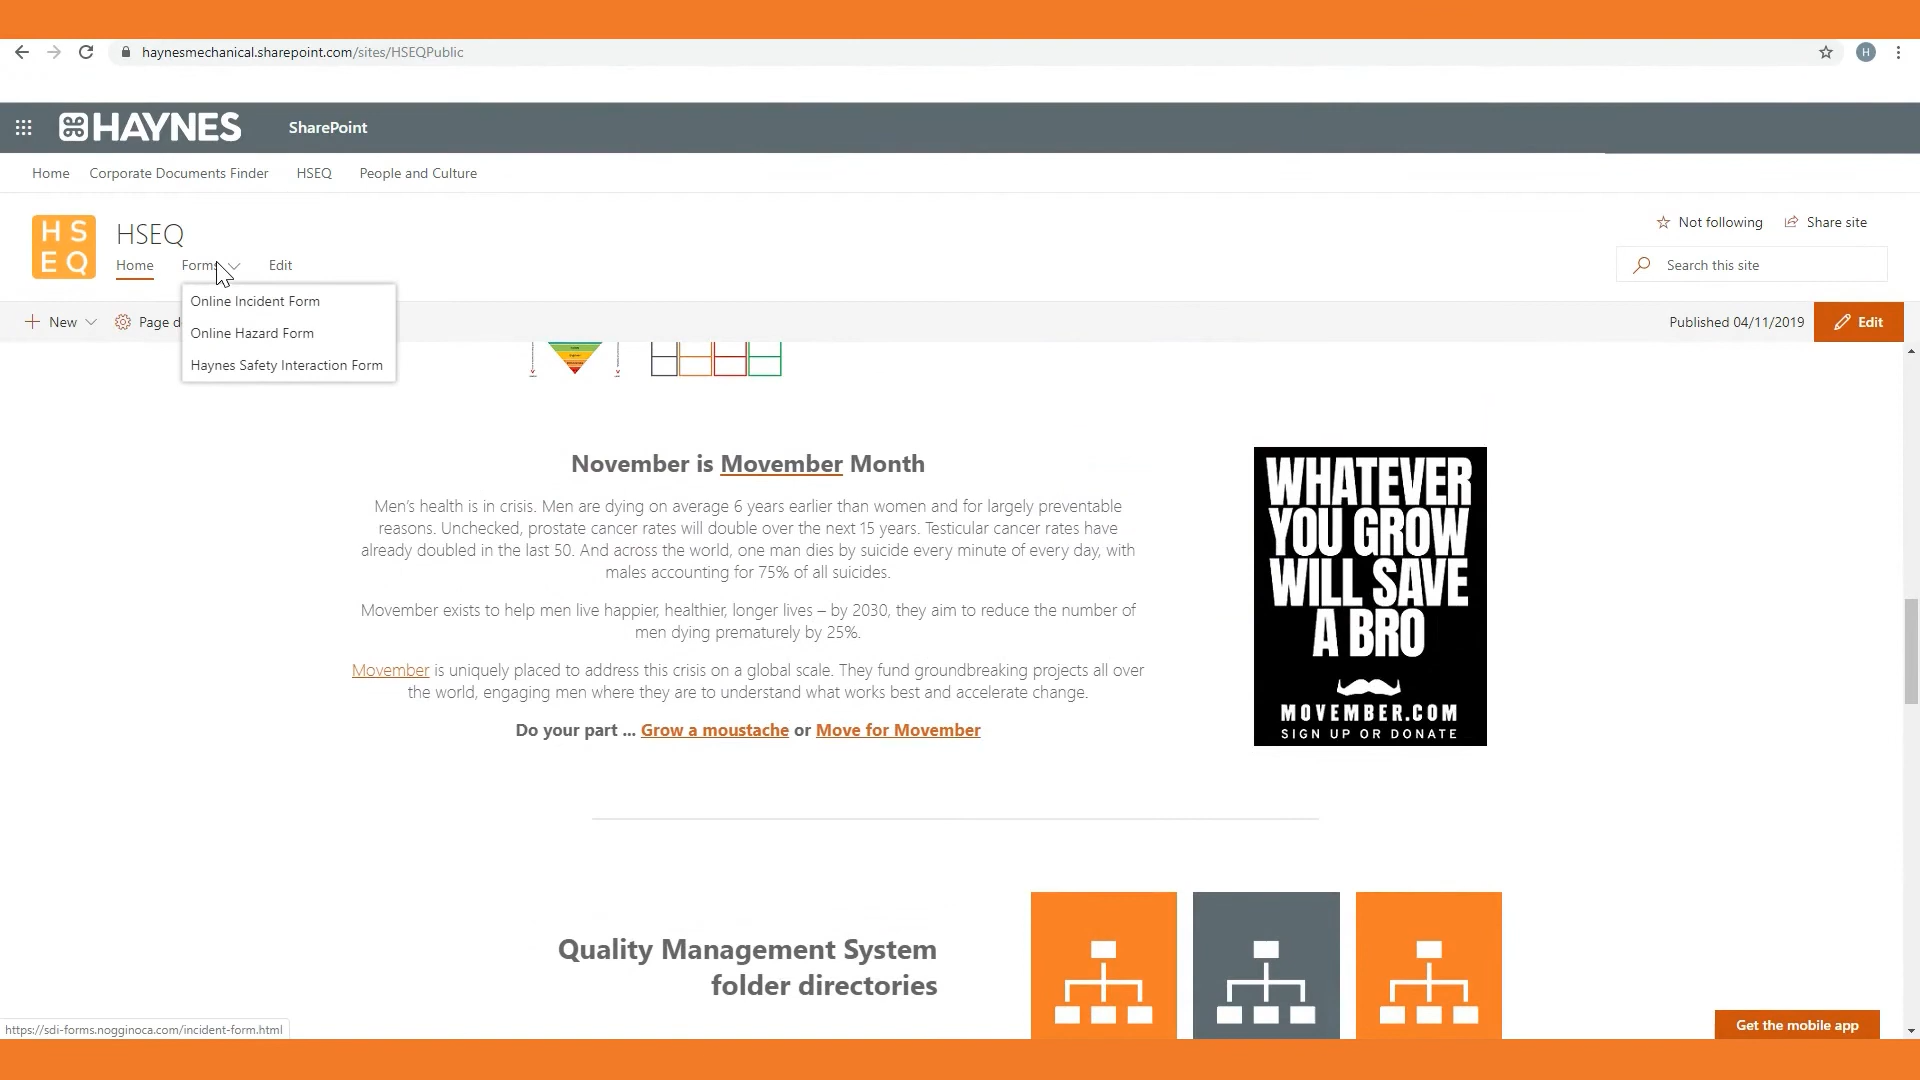 haynesmechanical.sharepoint.com/sites/HSEQPublic
H
HAYNES
SharePoint
Home
Corporate Documents Finder
HSEQ
People and Culture
H S
E Q
HSEQ
Not following
Share site
Home
Forms
Edit
Search this site
Online Incident Form
Online Hazard Form
Haynes Safety Interaction Form
New
Page d
Published 04/11/2019
Edit
November is Movember Month
Men’s health is in crisis. Men are dying on average 6 years earlier than women and for largely preventable
reasons. Unchecked, prostate cancer rates will double over the next 15 years. Testicular cancer rates have
already doubled in the last 50. And across the world, one man dies by suicide every minute of every day, with
males accounting for 75% of all suicides.
Movember exists to help men live happier, healthier, longer lives – by 2030, they aim to reduce the number of
men dying prematurely by 25%.
Movember is uniquely placed to address this crisis on a global scale. They fund groundbreaking projects all over
the world, engaging men where they are to understand what works best and accelerate change.
Do your part ... Grow a moustache or Move for Movember
WHATEVER
YOU GROW
WILL SAVE
A BRO
MOVEMBER.COM
SIGN UP OR DONATE
Quality Management System
folder directories
https://sdi-forms.nogginoca.com/incident-form.html
Get the mobile app